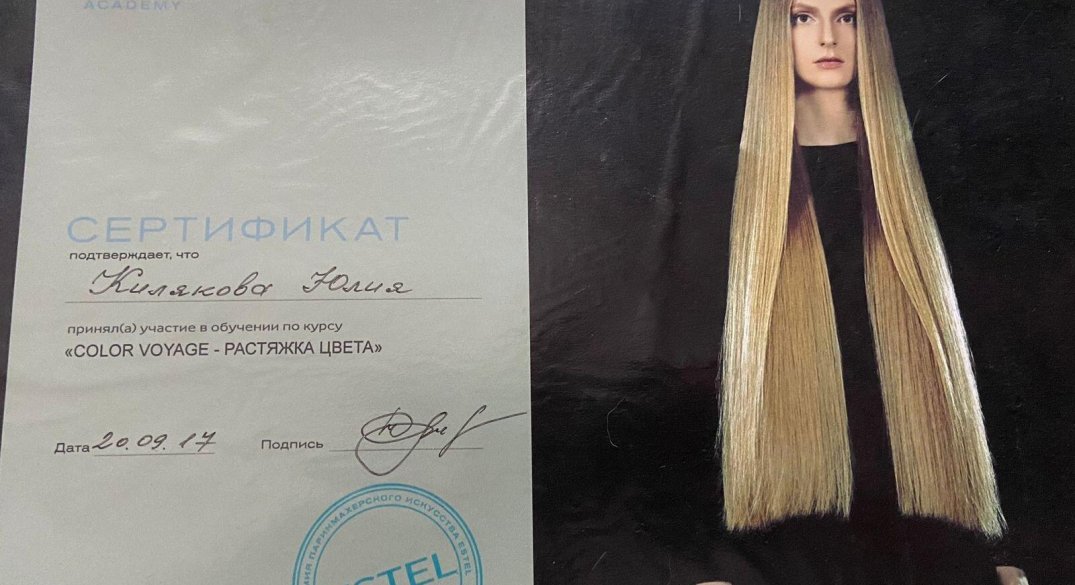 ACADEMY
СЕРТИФИКАТ
подтверждает, что
Килякова Юлия
принял(а) участие в обучении по курсу
«COLOR VOYAGE - РАСТЯЖКА ЦВЕТА»
Дата 20.09.17 Подпись
ПАРИКМАХЕРСКОГО ИСКУССТВА ESTEL
ESTEL